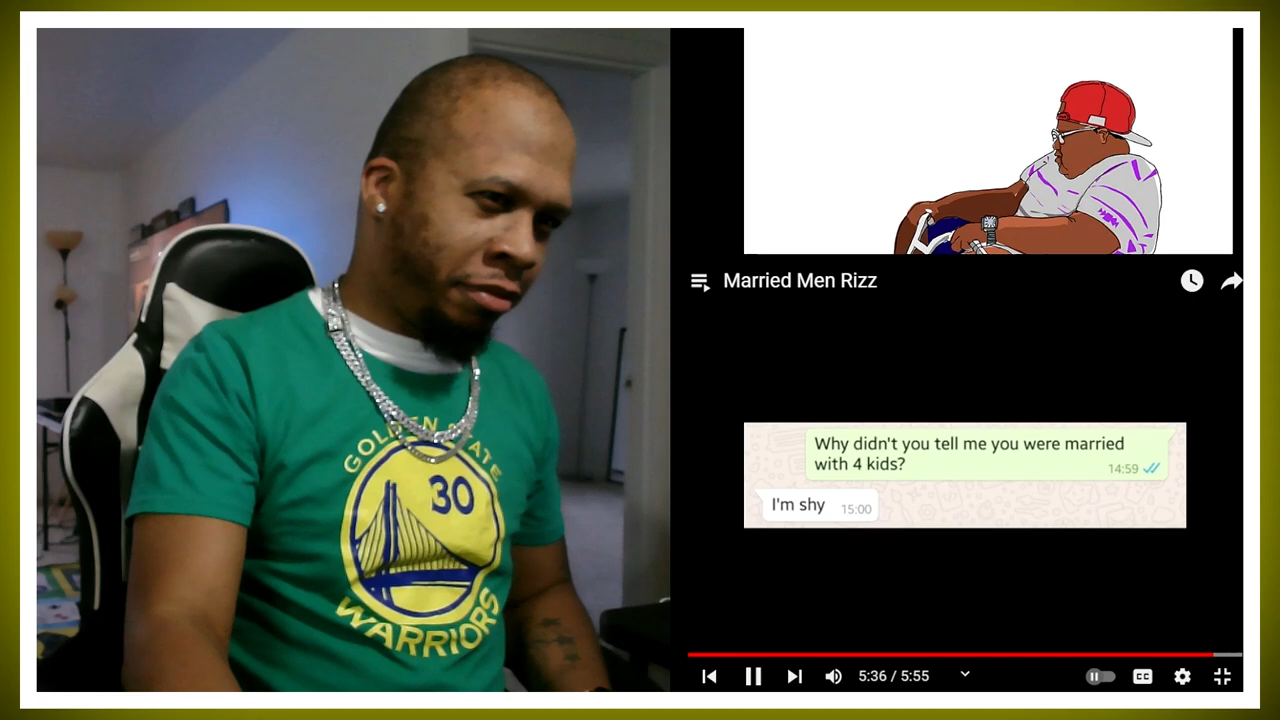 GOLDEN STATE
30
WARRIORS
Married Men Rizz
Why didn't you tell me you were married
with 4 kids?
14:59
I'm shy
15:00
5:36 / 5:55
CC